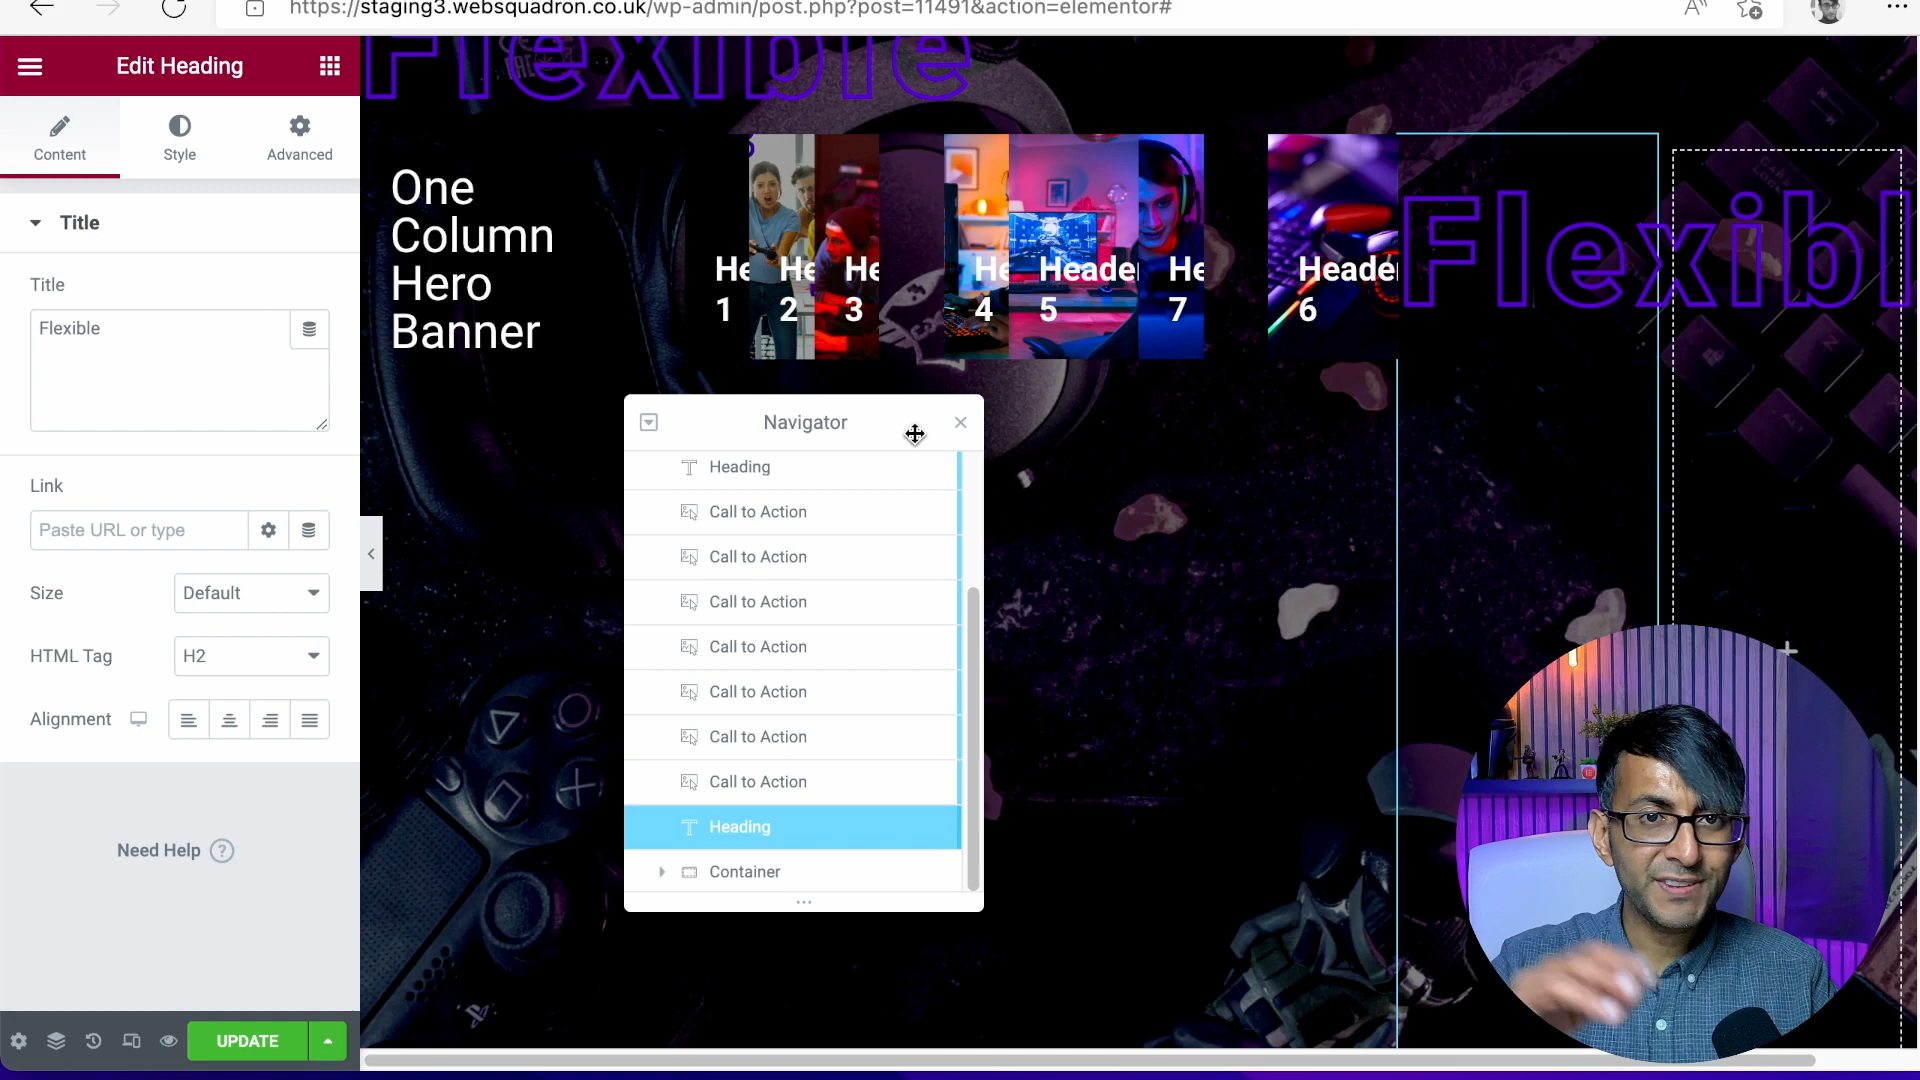 https://staging3.websquadron.co.uk/wp-admin/post.php?post=11491&action=elementor#
Edit Heading
Flexible
Content
Style
Advanced
Title
Title
Flexible
Link
Paste URL or type
Size
Default
HTML Tag
H2
Alignment
Need Help
UPDATE
One
Column
Hero
Banner
He
1
He
2
He
3
He
4
Header
5
He
7
Header
6
Flexibl
Navigator
Heading
Call to Action
Call to Action
Call to Action
Call to Action
Call to Action
Call to Action
Call to Action
Heading
Container